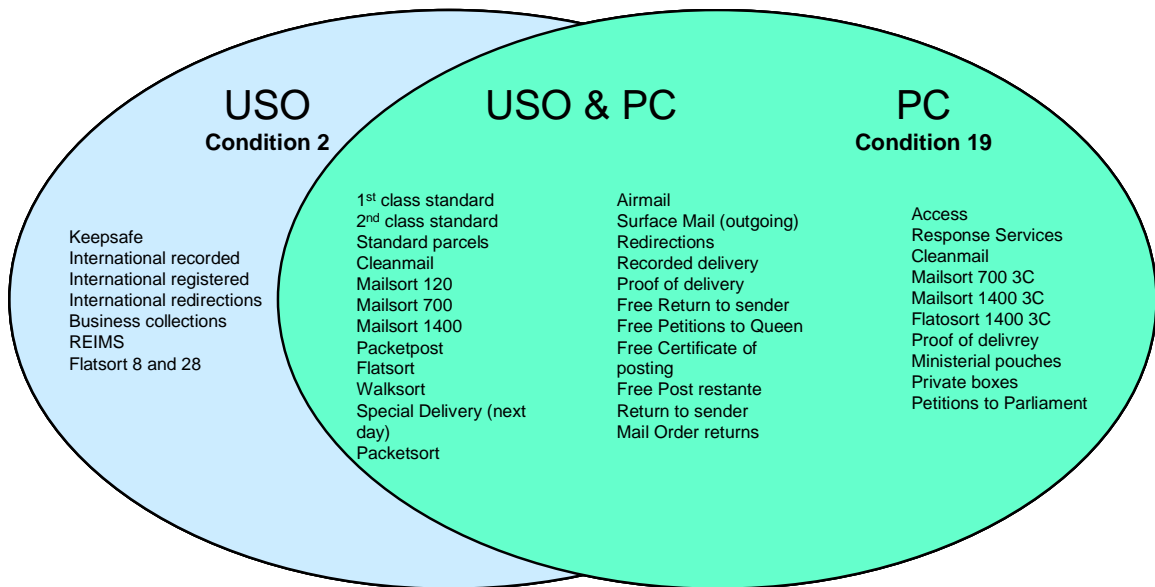 USO
Condition 2
USO & PC
PC
Condition 19
Keepsafe
International recorded
International registered
International redirections
Business collections
REIMS
Flatsort 8 and 28
1st class standard
2nd class standard
Standard parcels
Cleanmail
Mailsort 120
Mailsort 700
Mailsort 1400
Packetpost
Flatsort
Walksort
Special Delivery (next
day)
Packetsort
Airmail
Surface Mail (outgoing)
Redirections
Recorded delivery
Proof of delivery
Free Return to sender
Free Petitions to Queen
Free Certificate of
posting
Free Post restante
Return to sender
Mail Order returns
Access
Response Services
Cleanmail
Mailsort 700 3C
Mailsort 1400 3C
Flatosort 1400 3C
Proof of delivrey
Ministerial pouches
Private boxes
Petitions to Parliament